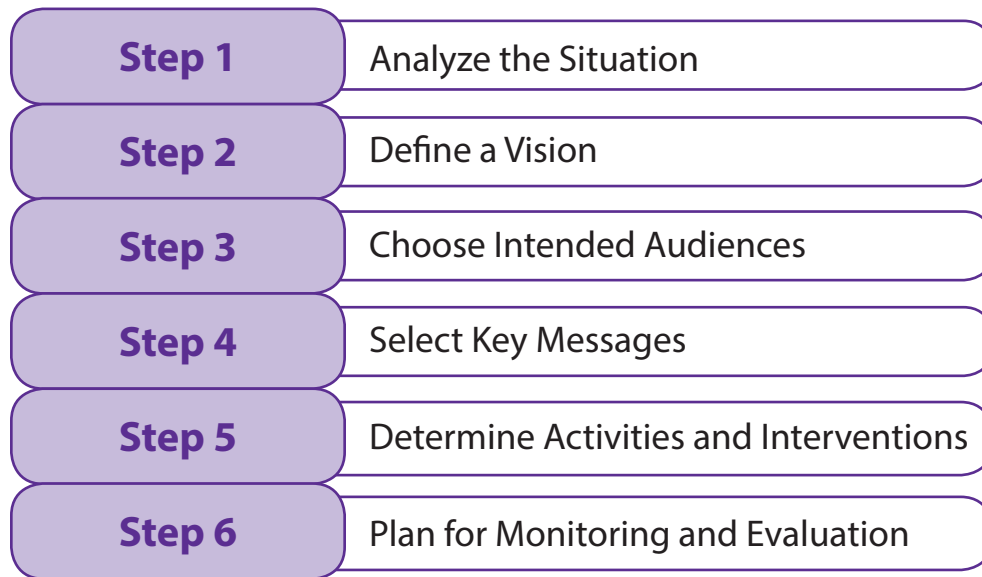 Step 1 Analyze the Situation
Step 2 Define a Vision
Step 3 Choose Intended Audiences
Step 4 Select Key Messages
Step 5 Determine Activities and Interventions
Step 6 Plan for Monitoring and Evaluation